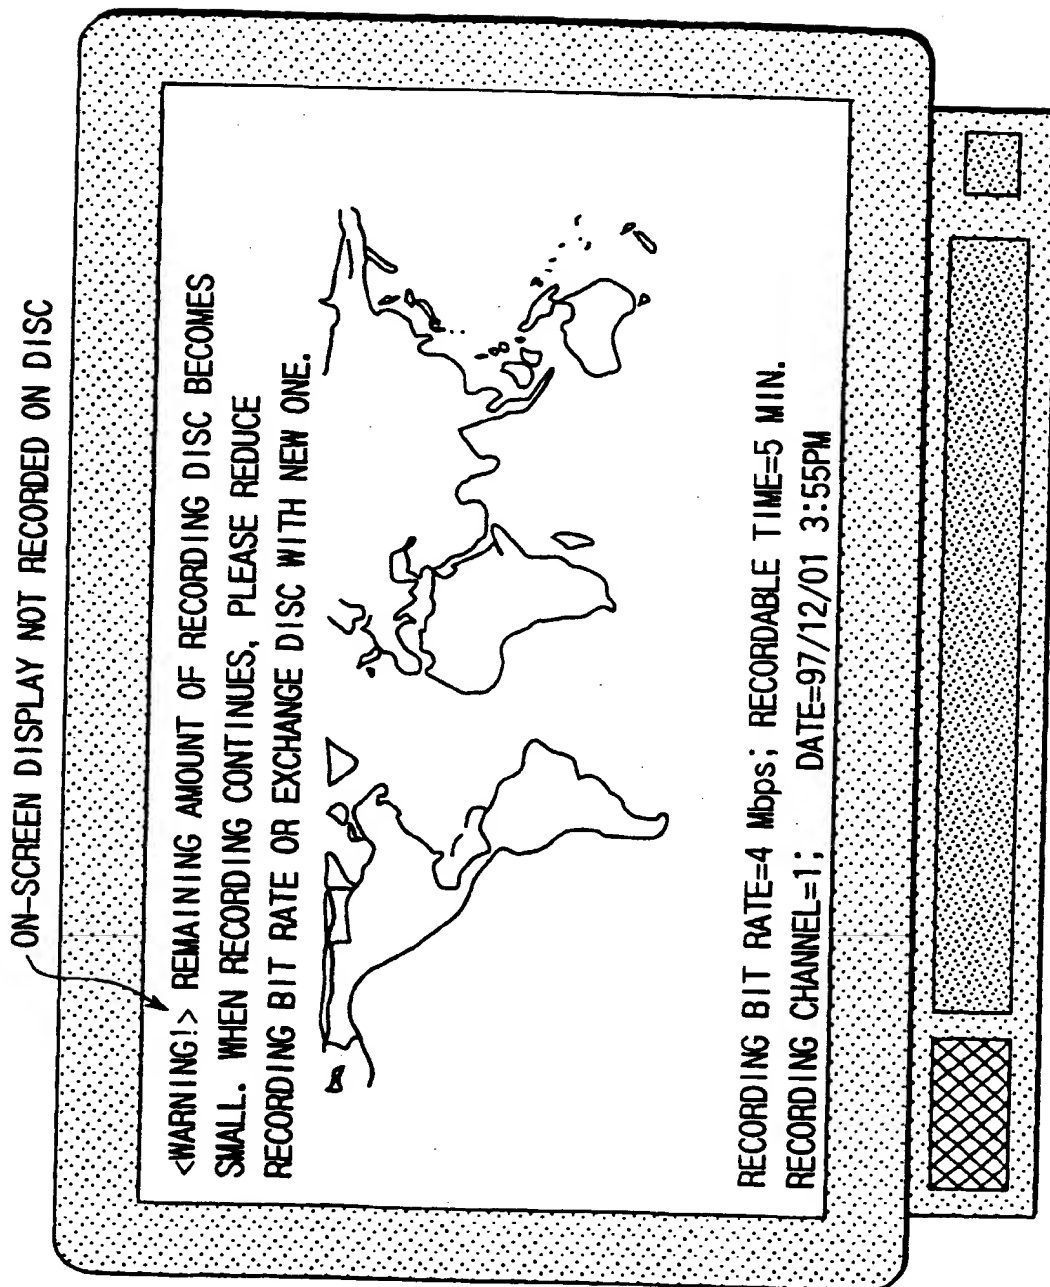 ON-SCREEN DISPLAY NOT RECORDED ON DISC
<WARNING!> REMAINING AMOUNT OF RECORDING DISC BECOMES
SMALL. WHEN RECORDING CONTINUES, PLEASE REDUCE
RECORDING BIT RATE OR EXCHANGE DISC WITH NEW ONE.
RECORDING BIT RATE=4 Mbps; RECORDABLE TIME=5 MIN.
RECORDING CHANNEL=1; DATE=97/12/01 3:55PM